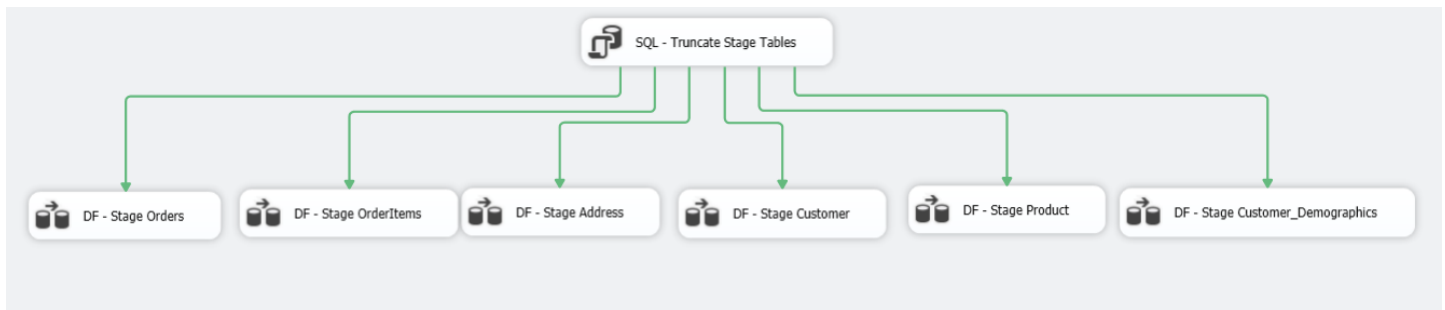 SQL - Truncate Stage Tables
DF - Stage Orders
DF - Stage OrderItems
DF - Stage Address
DF - Stage Customer
DF - Stage Product
DF - Stage Customer_Demographics